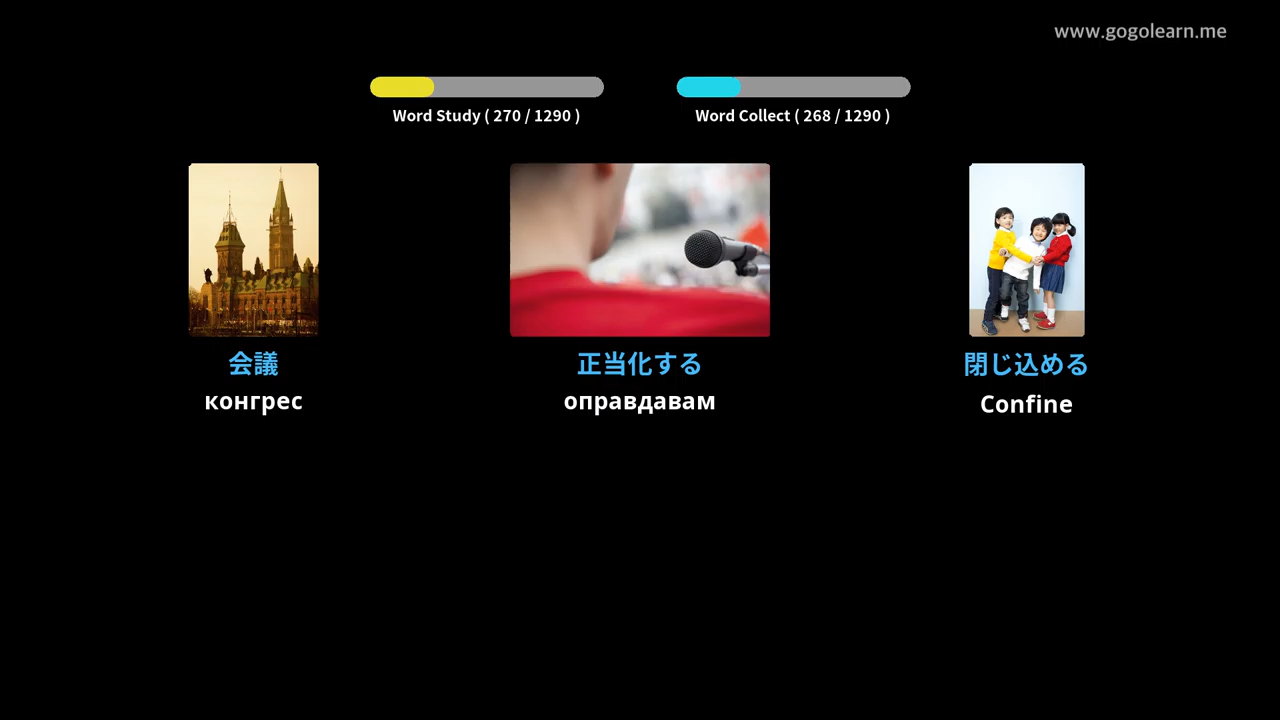 www.gogolearn.me
Word Study ( 270 / 1290 )
Word Collect ( 268 / 1290 )
会議
конгрес
正当化する
оправдавам
閉じ込める
Confine